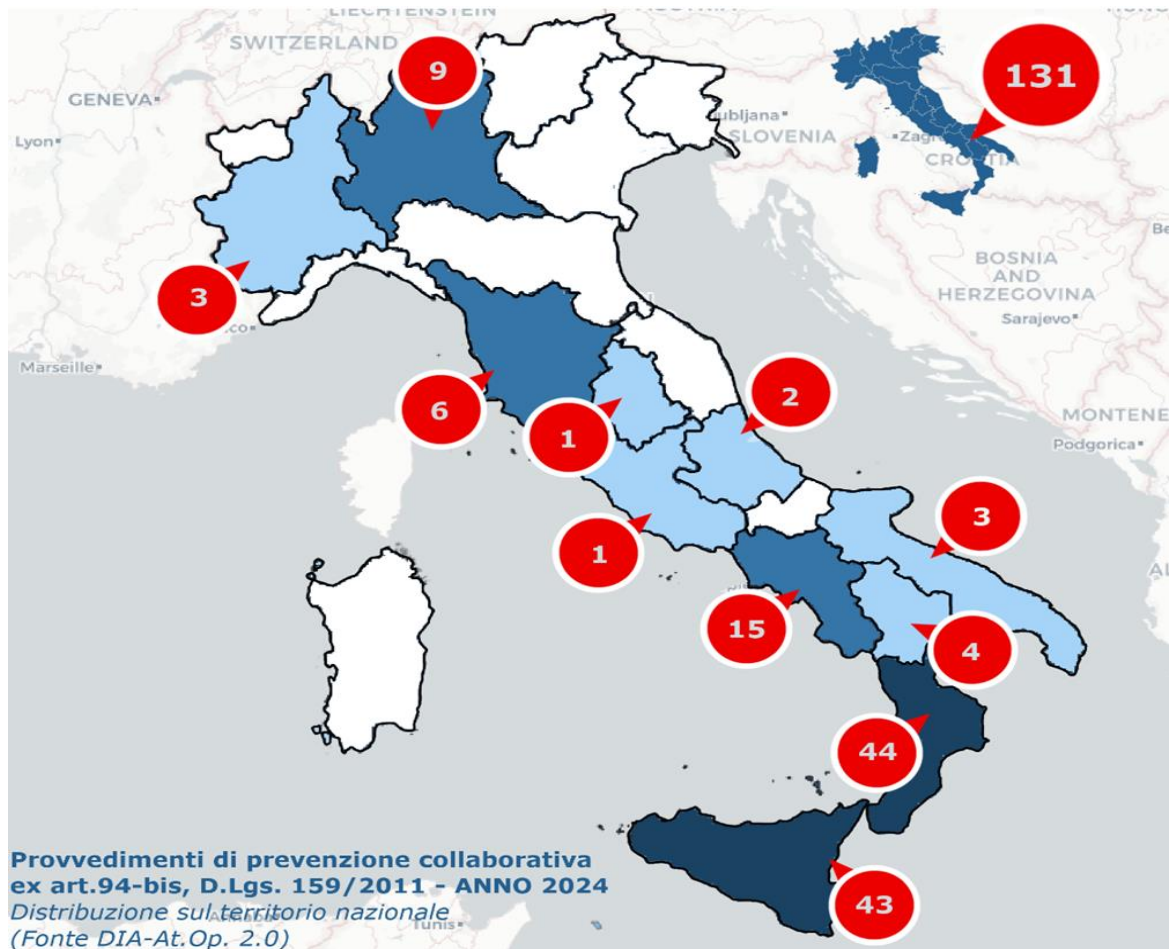 LIECHTENSTEIN
SWITZERLAND
9
131
GENEVA
Ljubljana
Lyon
SLOVENIA
CROATIA
BOSNIA
AND
HERZEGOVINA
3
Sarajevo
Marseille
6
1
2
MONTENE
Podgorica
3
1
15
4
44
43
Provvedimenti di prevenzione collaborativa
ex art.94-bis, D.Lgs. 159/2011 - ANNO 2024
Distribuzione sul territorio nazionale
(Fonte DIA-At.Op. 2.0)
Tunis